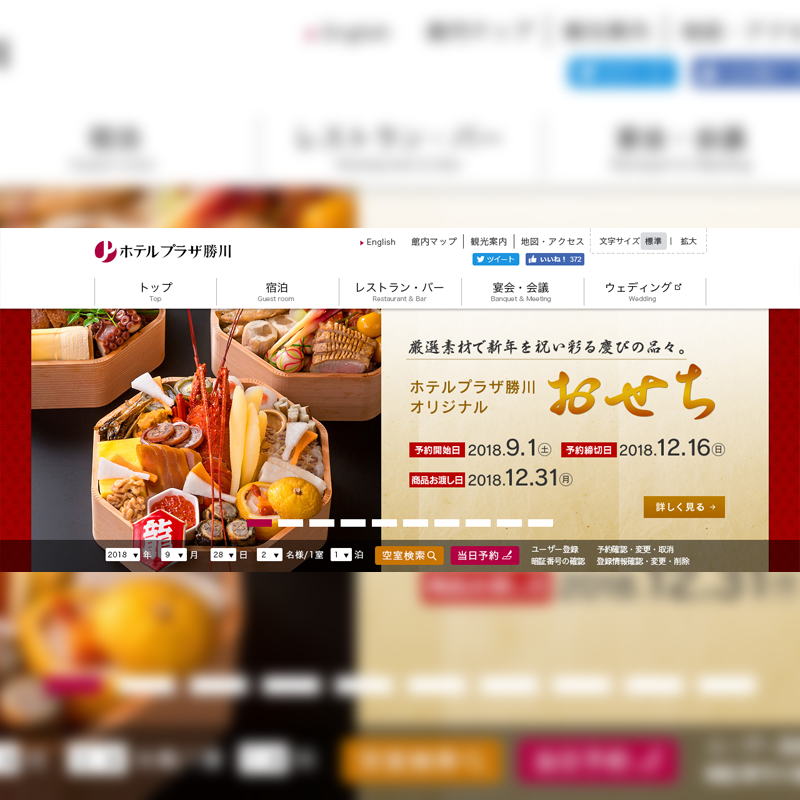 ホテルプラザ勝川
English 館内マップ 観光案内 地図・アクセス 文字サイズ 標準 | 拡大
ツイート いいね! 372
トップ 宿泊 レストラン・バー 宴会・会議 ウェディング
Top Guest room Restaurant & Bar Banquet & Meeting Wedding
厳選素材で新年を祝い彩る慶びの品々。
ホテルプラザ勝川
オリジナル
おせち
予約開始日 2018.9.1㊏ 予約締切日 2018.12.16㊐
商品お渡し日 2018.12.31㊊
詳しく見る
龍
2018 年 9 月 28 日 2 名様/1室 1 泊 空室検索 当日予約
ユーザー登録 予約確認・変更・取消
暗証番号の確認 登録情報確認・変更・削除